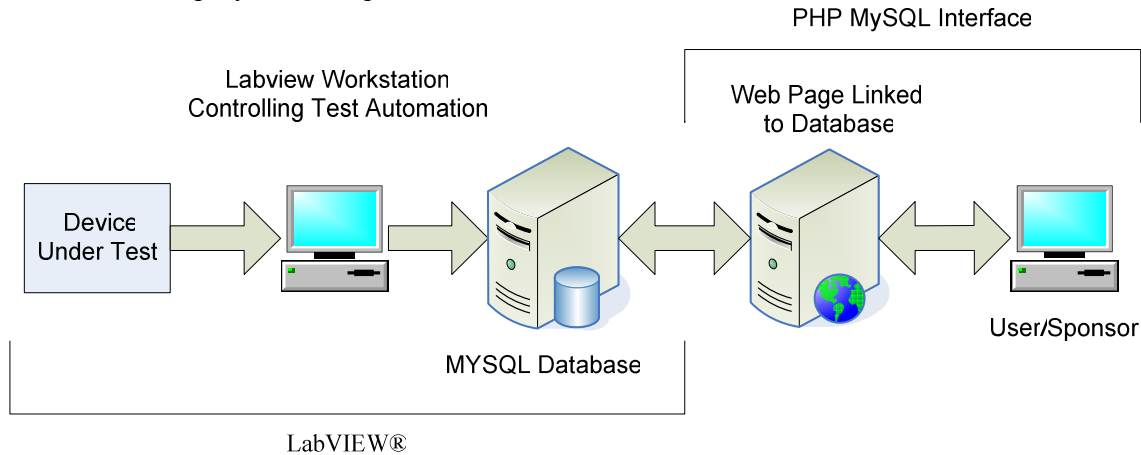 PHP MySQL Interface
Labview Workstation
Controlling Test Automation
Web Page Linked
to Database
Device
Under Test
User/Sponsor
MYSQL Database
LabVIEW®